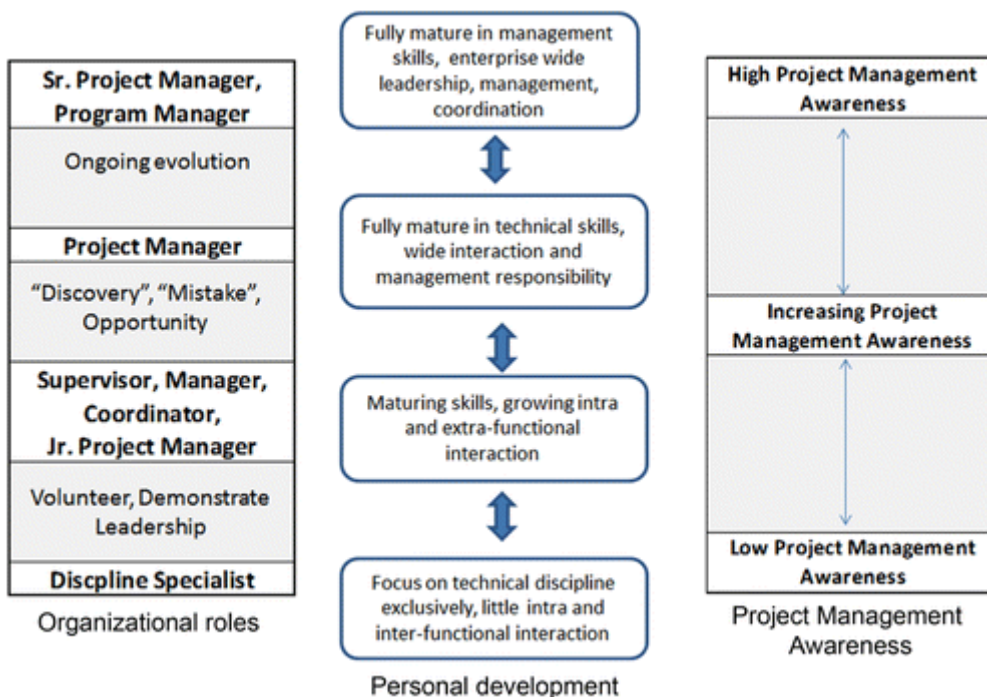 Sr. Project Manager,
Program Manager
Ongoing evolution
Project Manager
“Discovery”, “Mistake”,
Opportunity
Supervisor, Manager,
Coordinator,
Jr. Project Manager
Volunteer, Demonstrate
Leadership
Discpline Specialist
Organizational roles
Fully mature in management
skills, enterprise wide
leadership, management,
coordination
Fully mature in technical skills,
wide interaction and
management responsibility
Maturing skills, growing intra
and extra-functional
interaction
Focus on technical discipline
exclusively, little intra and
inter-functional interaction
Personal development
High Project Management
Awareness
Increasing Project
Management Awareness
Low Project Management
Awareness
Project Management
Awareness